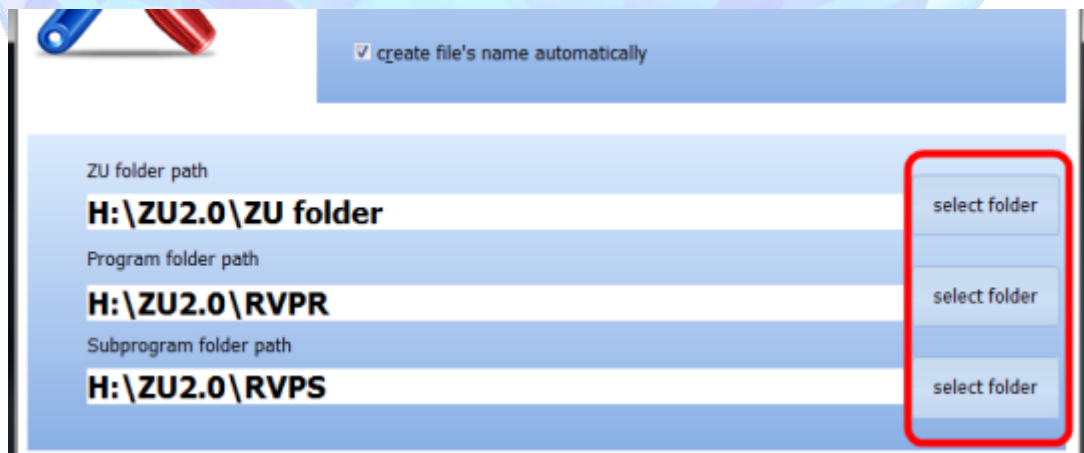 create file's name automatically
ZU folder path
H:\ZU2.0\ZU folder
select folder
Program folder path
H:\ZU2.0\RVPR
select folder
Subprogram folder path
H:\ZU2.0\RVPS
select folder